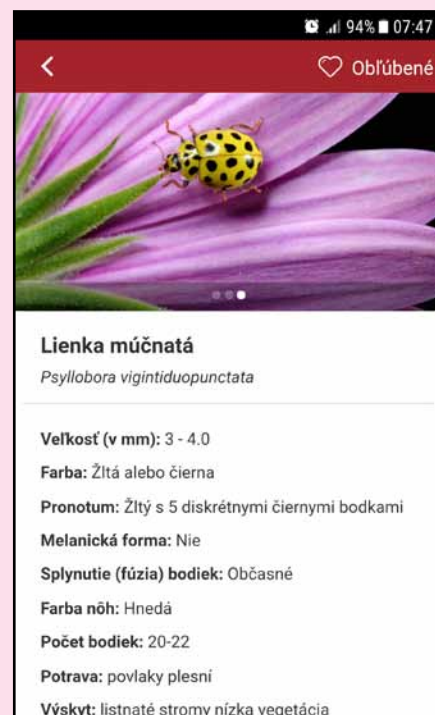 94% 07:47
Obľúbené
Lienka múčnatá
Psyllobora vigintiduopunctata
Veľkosť (v mm): 3 - 4.0
Farba: Žltá alebo čierna
Pronotum: Žltý s 5 diskrétnymi čiernymi bodkami
Melanická forma: Nie
Splynutie (fúzia) bodiek: Občasné
Farba nôh: Hnedá
Počet bodiek: 20-22
Potrava: povlaky plesní
Výskyt: listnaté stromy nízka vegetácia